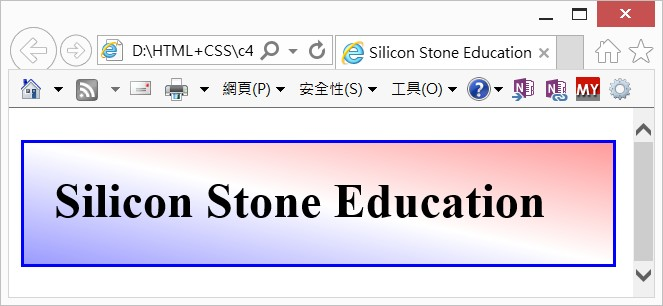 D:\HTML+CSS\c4
Silicon Stone Education
網頁(P) 安全性(S) 工具(O) ? N N MY
Silicon Stone Education